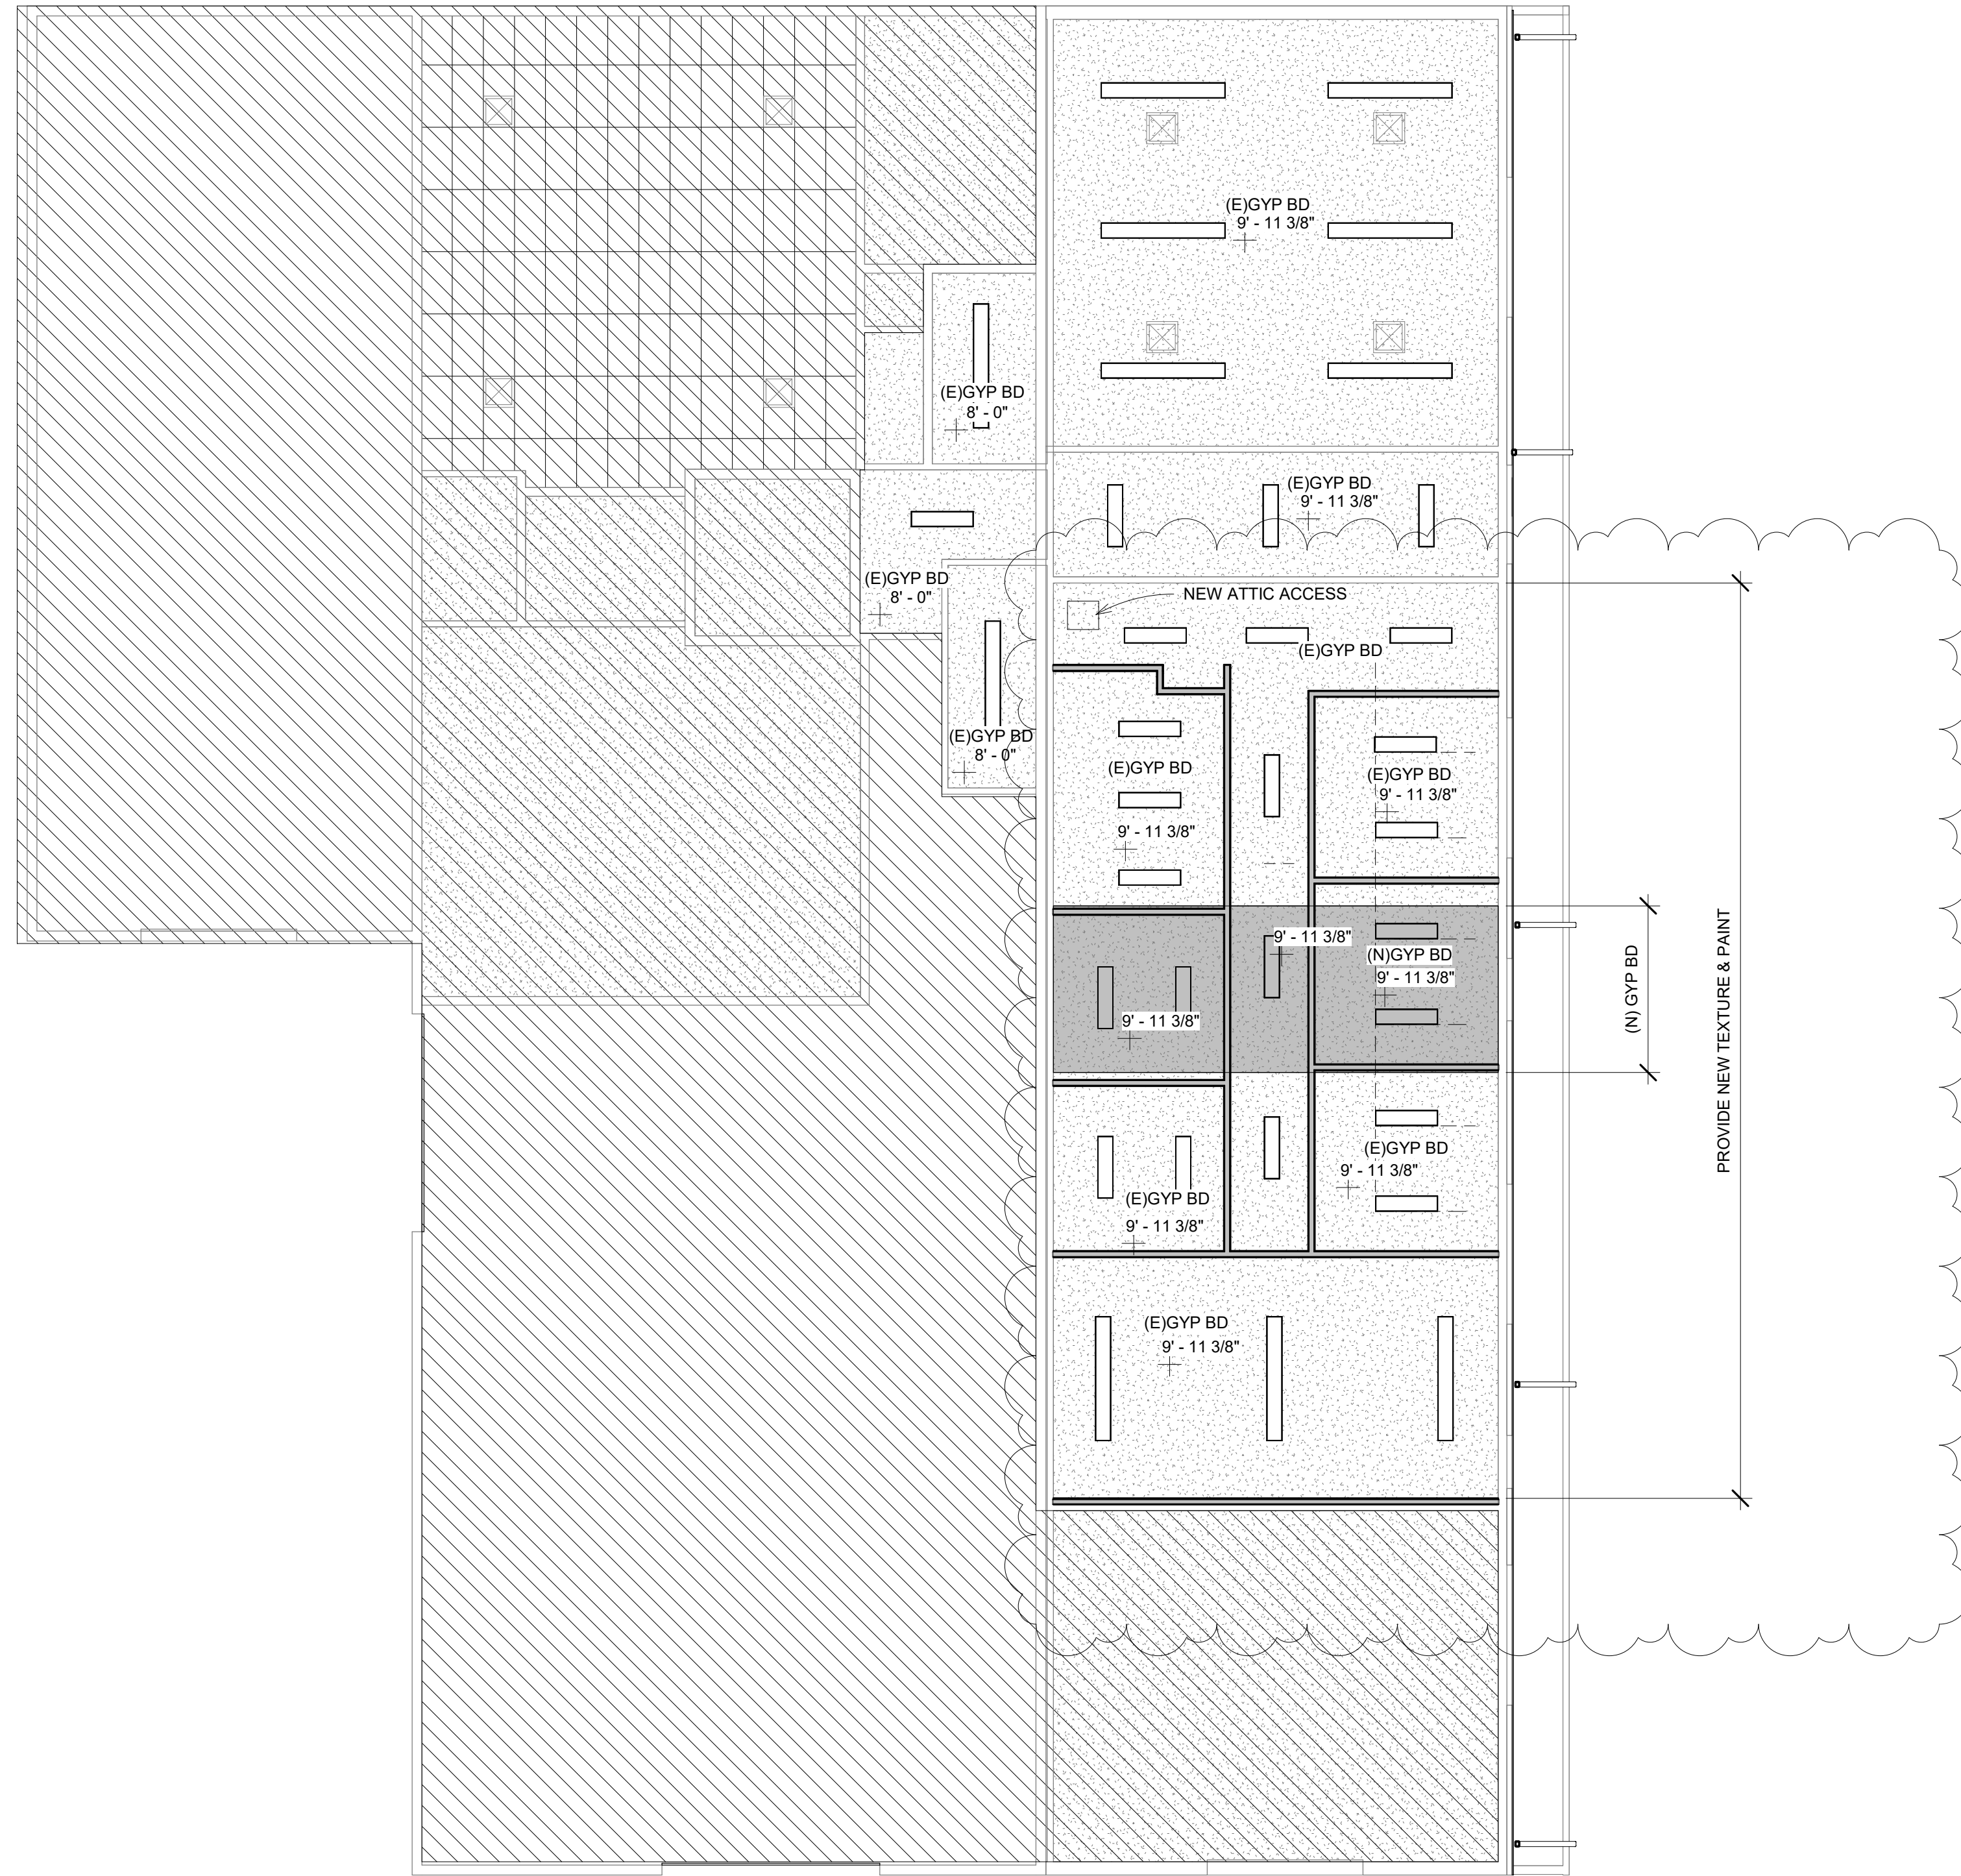 (E)GYP BD
9' - 11 3/8"
(E)GYP BD
8' - 0"
(E)GYP BD
9' - 11 3/8"
(E)GYP BD
8' - 0"
NEW ATTIC ACCESS
(E)GYP BD
(E)GYP BD
8' - 0"
(E)GYP BD
9' - 11 3/8"
(E)GYP BD
9' - 11 3/8"
9' - 11 3/8"
(N)GYP BD
9' - 11 3/8"
9' - 11 3/8"
(N) GYP BD
PROVIDE NEW TEXTURE & PAINT
(E)GYP BD
9' - 11 3/8"
(E)GYP BD
9' - 11 3/8"
(E)GYP BD
9' - 11 3/8"